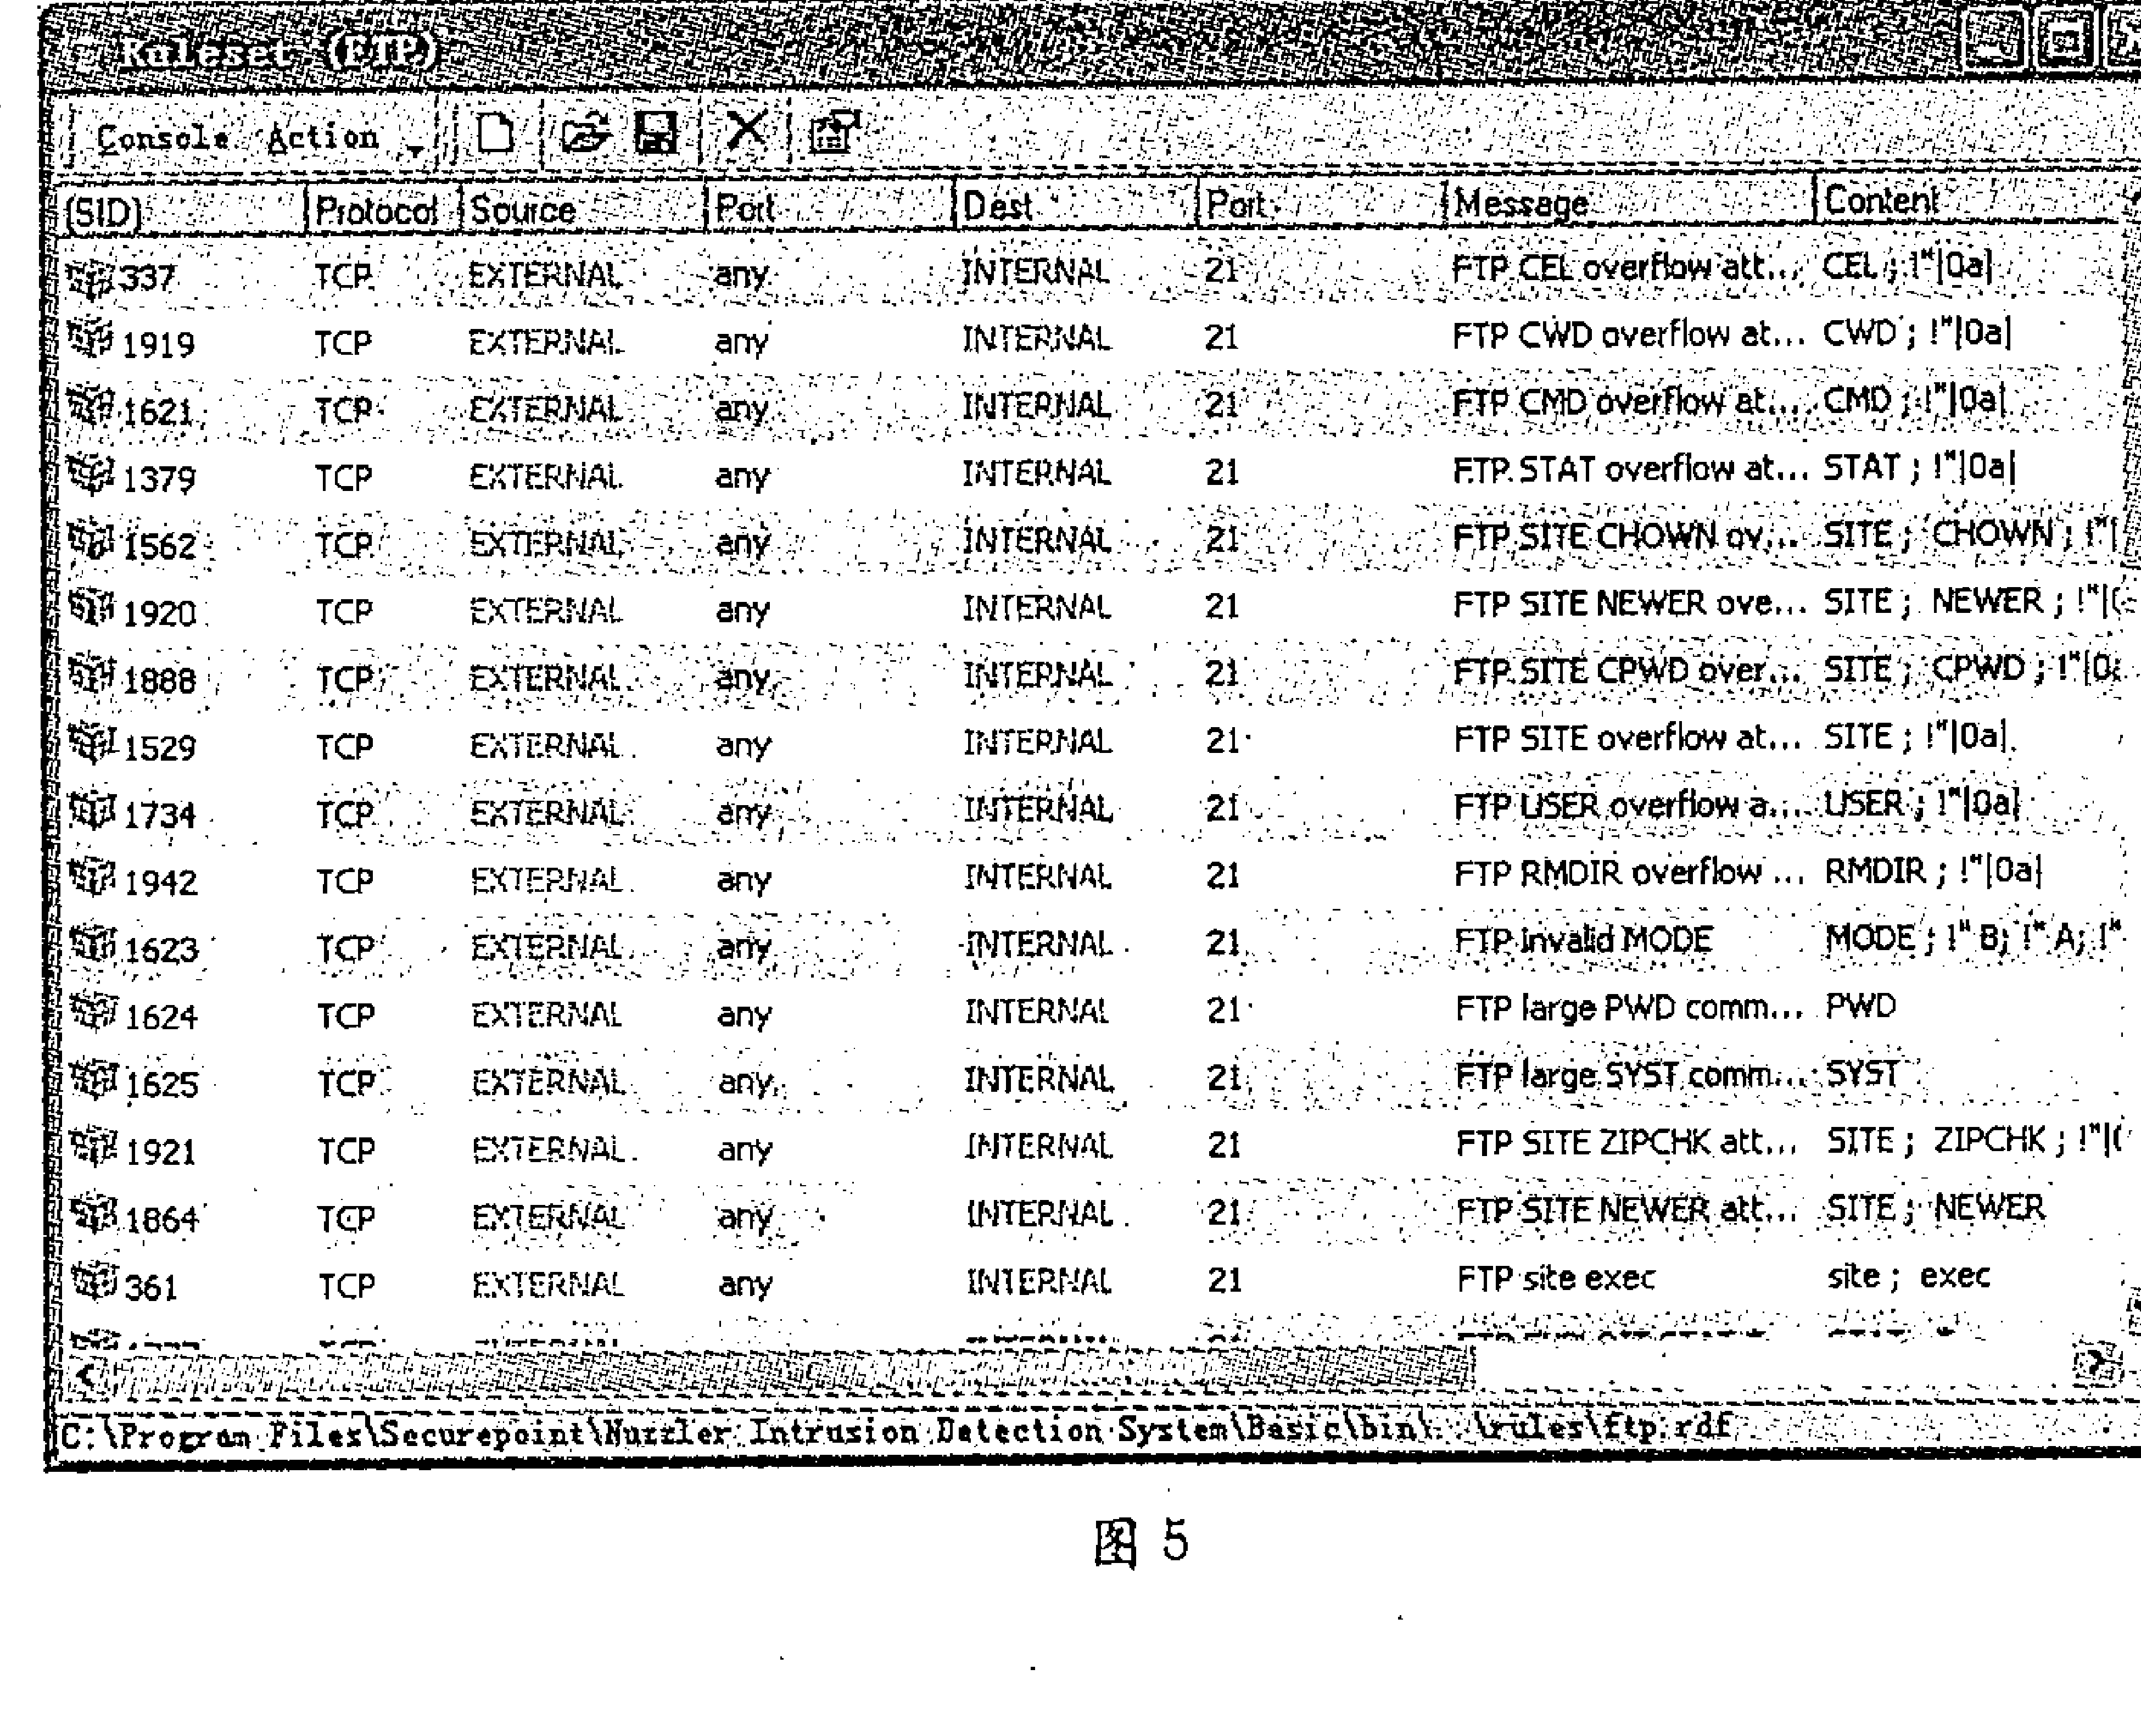 Ruleset (FTP)
Console Action
(SID) Protocol Source Port Dest Port Message Content
337 TCP EXTERNAL any INTERNAL 21 FTP CEL overflow att... CEL ; !"|0a|
1919 TCP EXTERNAL any INTERNAL 21 FTP CWD overflow at... CWD ; !"|0a|
1621 TCP EXTERNAL any INTERNAL 21 FTP CMD overflow at... CMD ; !"|0a|
1379 TCP EXTERNAL any INTERNAL 21 FTP STAT overflow at... STAT ; !"|0a|
1562 TCP EXTERNAL any INTERNAL 21 FTP SITE CHOWN ov... SITE ; CHOWN ; !"|
1920 TCP EXTERNAL any INTERNAL 21 FTP SITE NEWER ove... SITE ; NEWER ; !"|
1888 TCP EXTERNAL any INTERNAL 21 FTP SITE CPWD over... SITE ; CPWD ; !"|0
1529 TCP EXTERNAL any INTERNAL 21 FTP SITE overflow at... SITE ; !"|0a|
1734 TCP EXTERNAL any INTERNAL 21 FTP USER overflow a... USER ; !"|0a|
1942 TCP EXTERNAL any INTERNAL 21 FTP RMDIR overflow ... RMDIR ; !"|0a|
1623 TCP EXTERNAL any INTERNAL 21 FTP invalid MODE MODE ; !" B; !" A; !"
1624 TCP EXTERNAL any INTERNAL 21 FTP large PWD comm... PWD
1625 TCP EXTERNAL any INTERNAL 21 FTP large SYST comm... SYST
1921 TCP EXTERNAL any INTERNAL 21 FTP SITE ZIPCHK att... SITE ; ZIPCHK ; !"|
1864 TCP EXTERNAL any INTERNAL 21 FTP SITE NEWER att... SITE ; NEWER
361 TCP EXTERNAL any INTERNAL 21 FTP site exec site ; exec
C:\Program Files\Securepoint\Nuzzler Intrusion Detection System\Basic\bin\..\rules\ftp.rdf
图 5